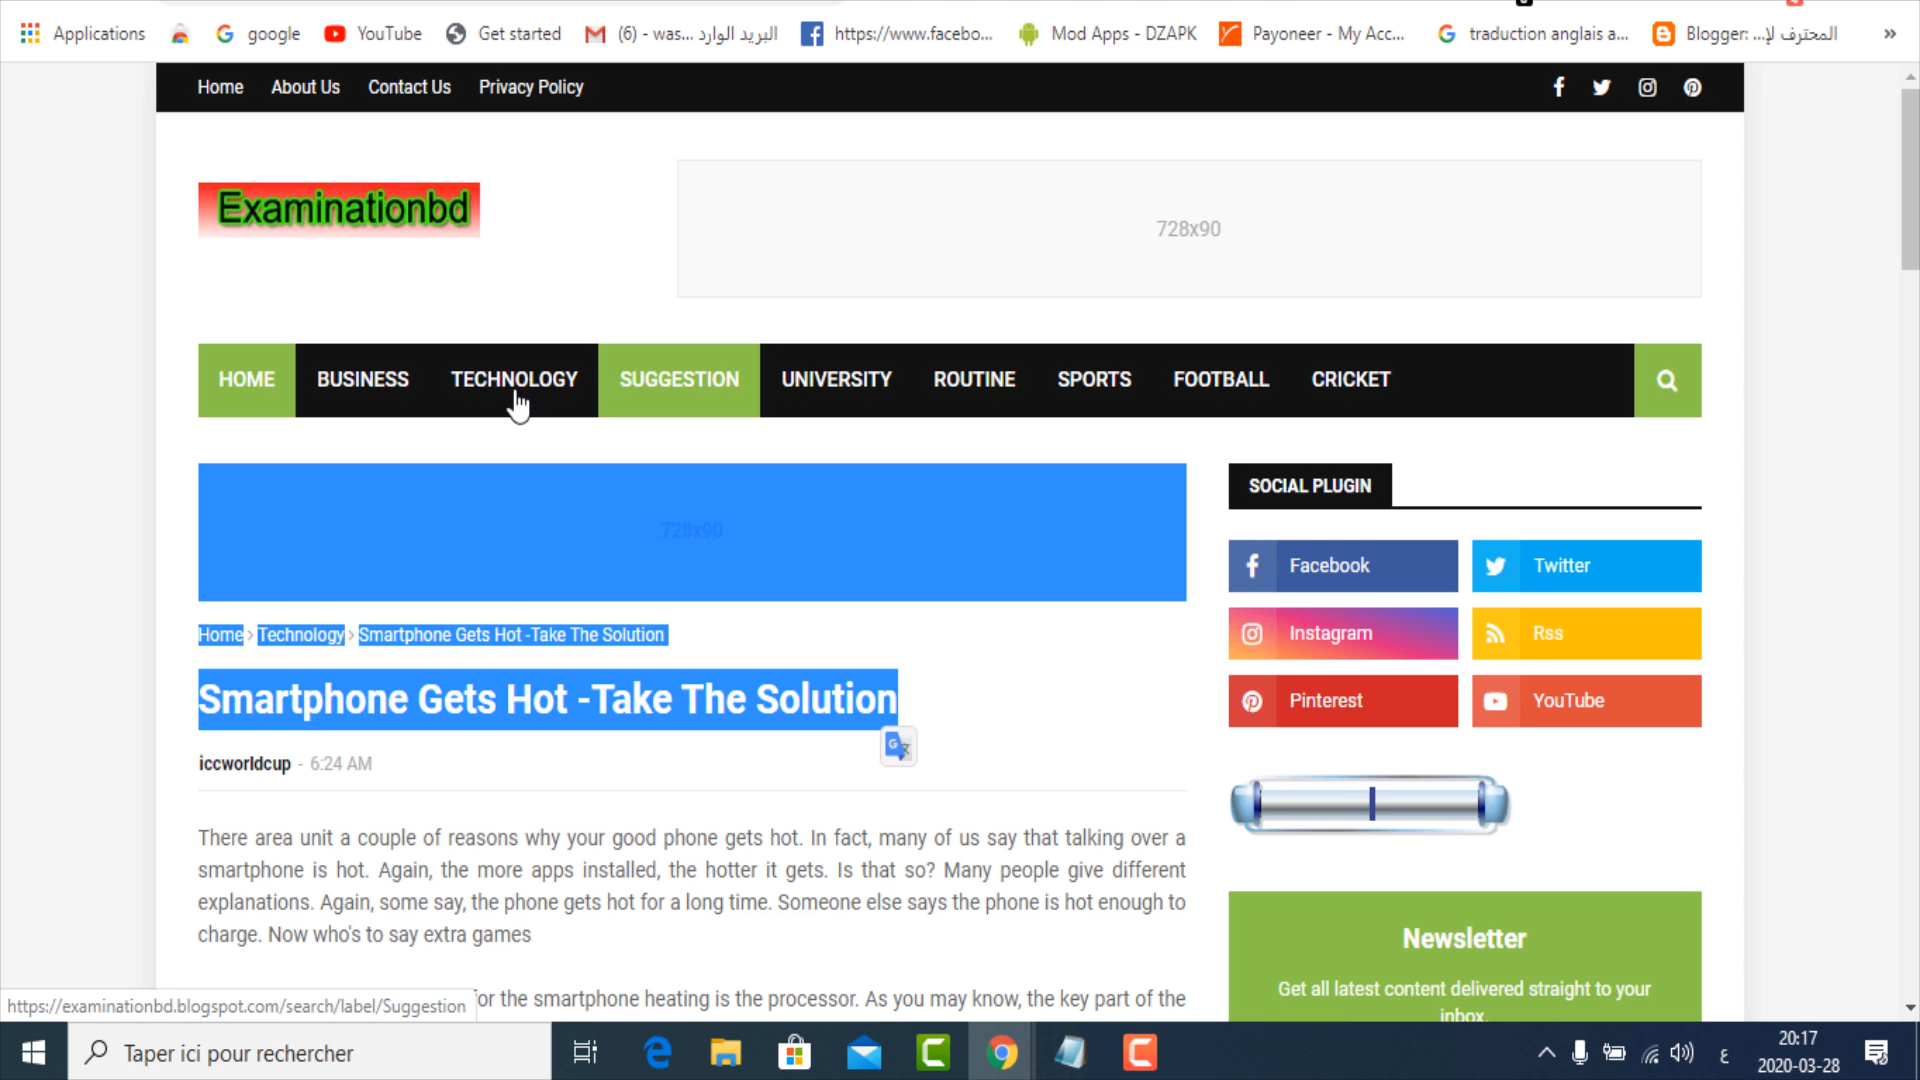 Applications google YouTube Get started (6) - was... البريد الوارد https://www.facebo... Mod Apps - DZAPK Payoneer - My Acc... traduction anglais a... Blogger: ...المحترف لإ »
Home About Us Contact Us Privacy Policy
Examinationbd
728x90
HOME BUSINESS TECHNOLOGY SUGGESTION UNIVERSITY ROUTINE SPORTS FOOTBALL CRICKET
728x90
SOCIAL PLUGIN
Facebook Twitter
Instagram Rss
Pinterest YouTube
Home › Technology › Smartphone Gets Hot -Take The Solution
Smartphone Gets Hot -Take The Solution
iccworldcup - 6:24 AM
There area unit a couple of reasons why your good phone gets hot. In fact, many of us say that talking over a
smartphone is hot. Again, the more apps installed, the hotter it gets. Is that so? Many people give different
explanations. Again, some say, the phone gets hot for a long time. Someone else says the phone is hot enough to
charge. Now who's to say extra games
for the smartphone heating is the processor. As you may know, the key part of the
Newsletter
Get all latest content delivered straight to your
inbox.
https://examinationbd.blogspot.com/search/label/Suggestion
Taper ici pour rechercher
ع
20:17
2020-03-28